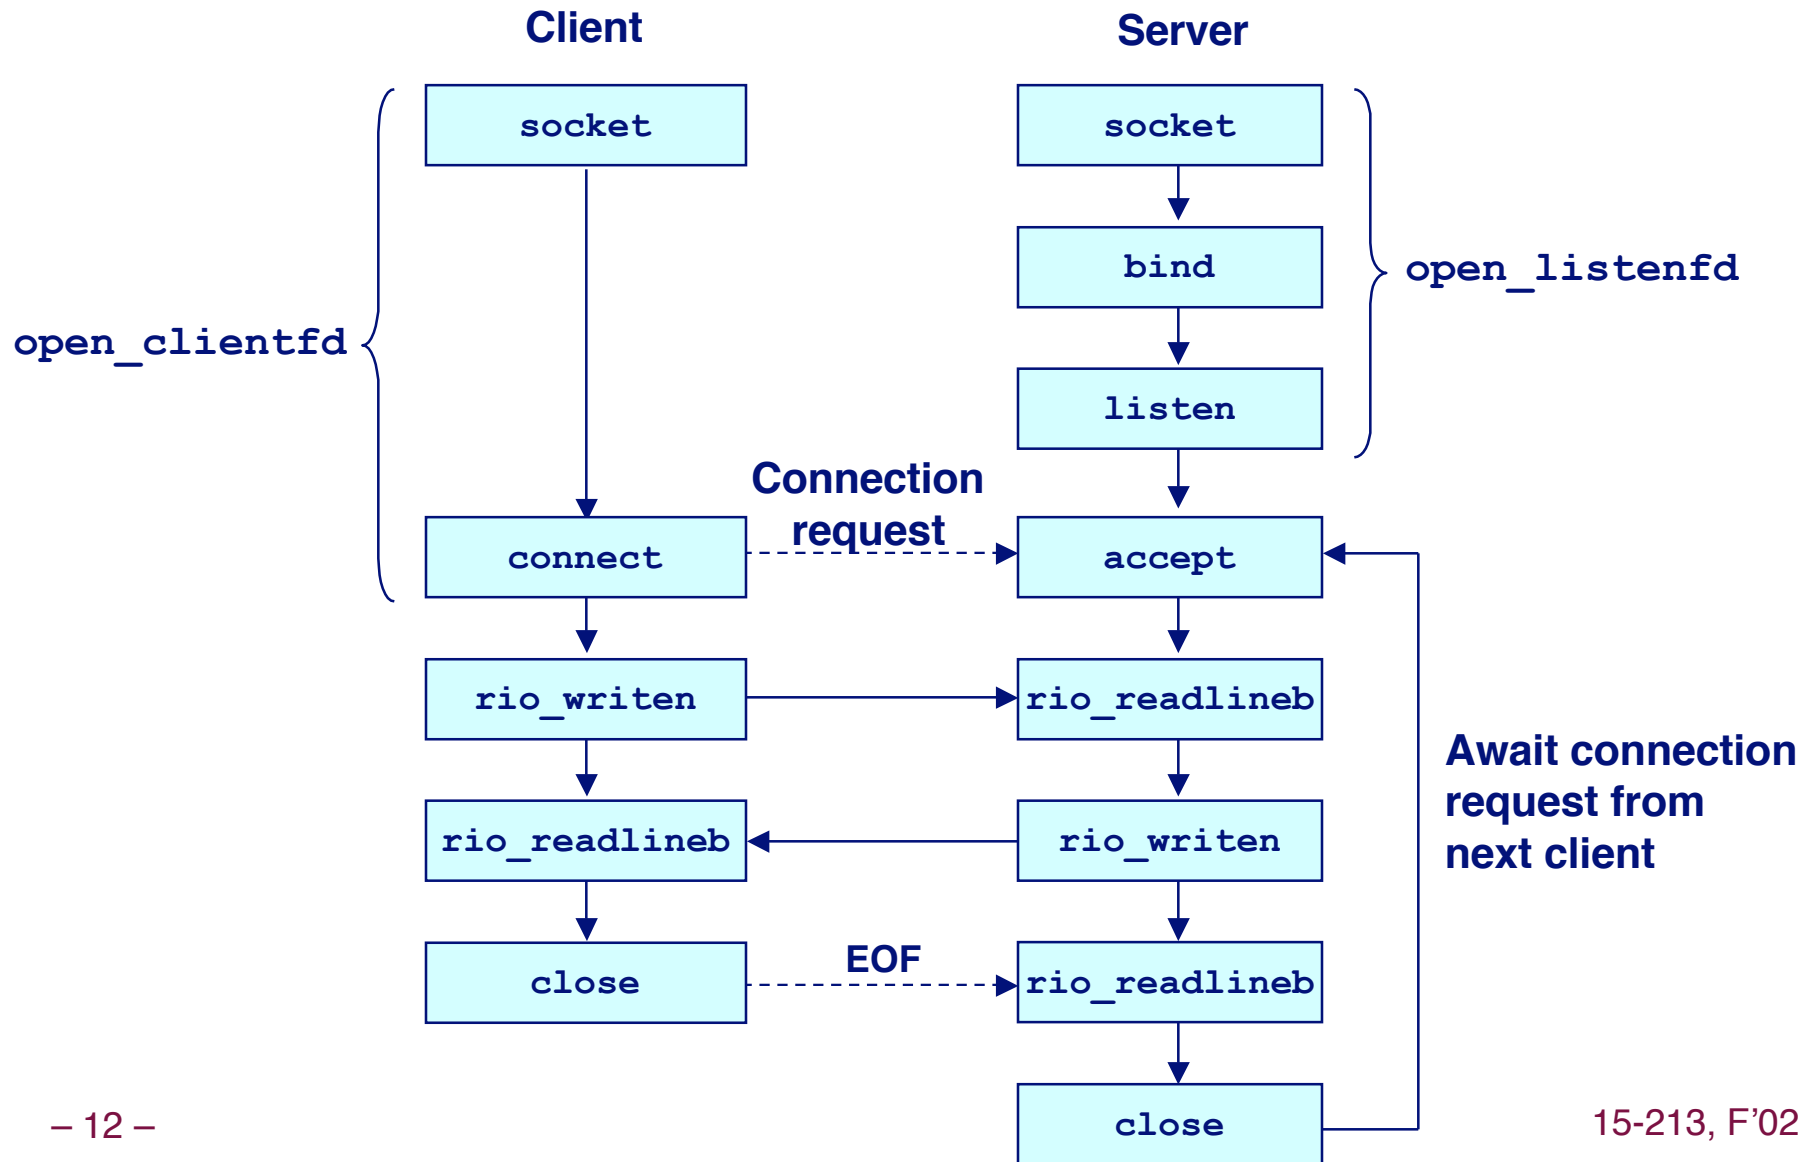 Client
Server
socket
socket
bind
open_listenfd
open_clientfd
listen
Connection
request
connect
accept
rio_writen
rio_readlineb
Await connection
request from
next client
rio_readlineb
rio_writen
EOF
close
rio_readlineb
close
– 12 –
15-213, F’02